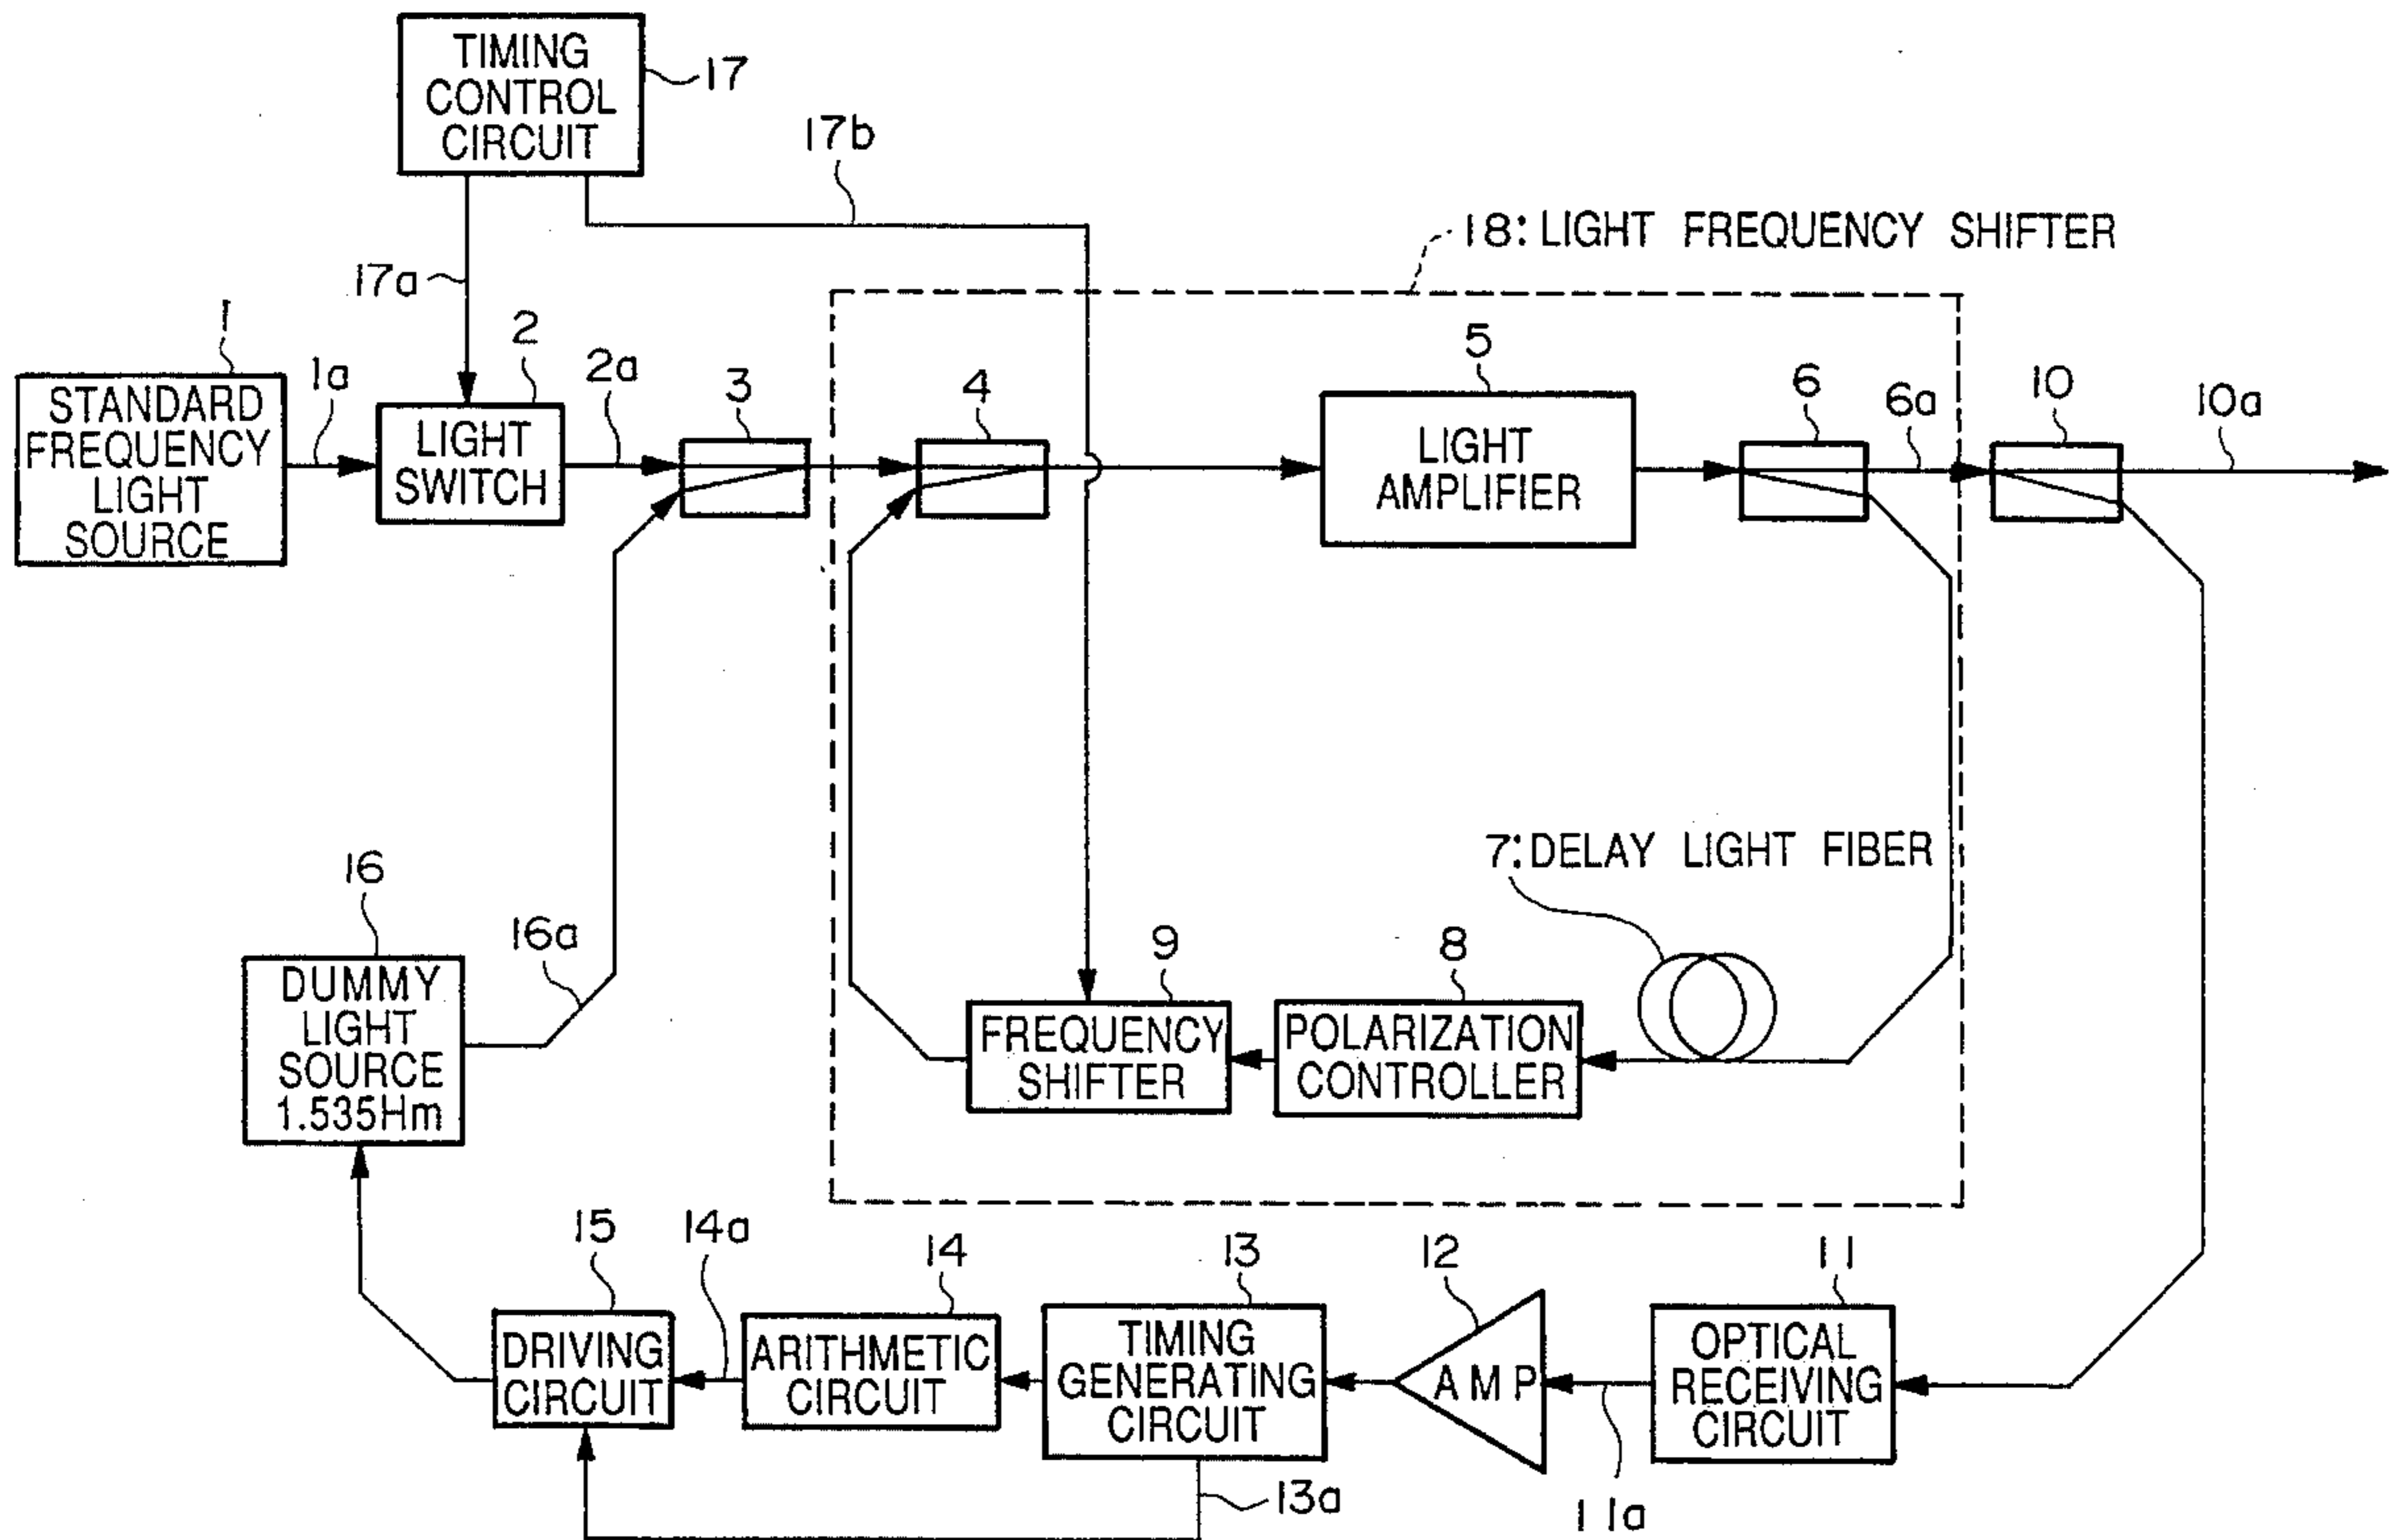 TIMING
CONTROL
CIRCUIT
17
17b
18: LIGHT FREQUENCY SHIFTER
17a
1
2
5
STANDARD
FREQUENCY
LIGHT
SOURCE
1a
LIGHT
SWITCH
2a
3
4
LIGHT
AMPLIFIER
6
6a
10
10a
7: DELAY LIGHT FIBER
16
16a
9
8
DUMMY
LIGHT
SOURCE
1.535Hm
FREQUENCY
SHIFTER
POLARIZATION
CONTROLLER
15
14a
14
13
12
11
DRIVING
CIRCUIT
ARITHMETIC
CIRCUIT
TIMING
GENERATING
CIRCUIT
AMP
OPTICAL
RECEIVING
CIRCUIT
13a
11a